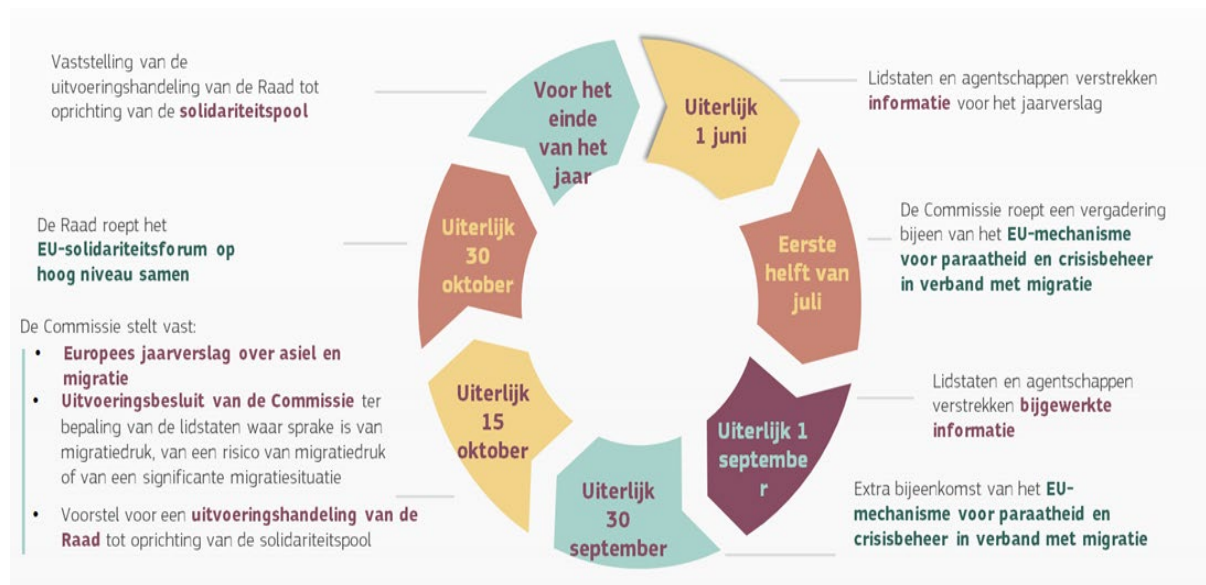 Vaststelling van de
uitvoeringshandeling van de Raad tot
oprichting van de solidariteitspool
Voor het
einde
van het
jaar
Uiterlijk
1 juni
Lidstaten en agentschappen verstrekken
informatie voor het jaarverslag
De Raad roept het
EU-solidariteitsforum op
hoog niveau samen
Uiterlijk
30
oktober
Eerste
helft van
juli
De Commissie roept een vergadering
bijeen van het EU-mechanisme
voor paraatheid en crisisbeheer
in verband met migratie
De Commissie stelt vast:
• Europees jaarverslag over asiel en
migratie
• Uitvoeringsbesluit van de Commissie ter
bepaling van de lidstaten waar sprake is van
migratiedruk, van een risico van migratiedruk
of van een significante migratiesituatie
• Voorstel voor een uitvoeringshandeling van de
Raad tot oprichting van de solidariteitspool
Uiterlijk
15
oktober
Uiterlijk
30
september
Uiterlijk 1
septembe
r
Lidstaten en agentschappen
verstrekken bijgewerkte
informatie
Extra bijeenkomst van het EU-
mechanisme voor paraatheid en
crisisbeheer in verband met migratie